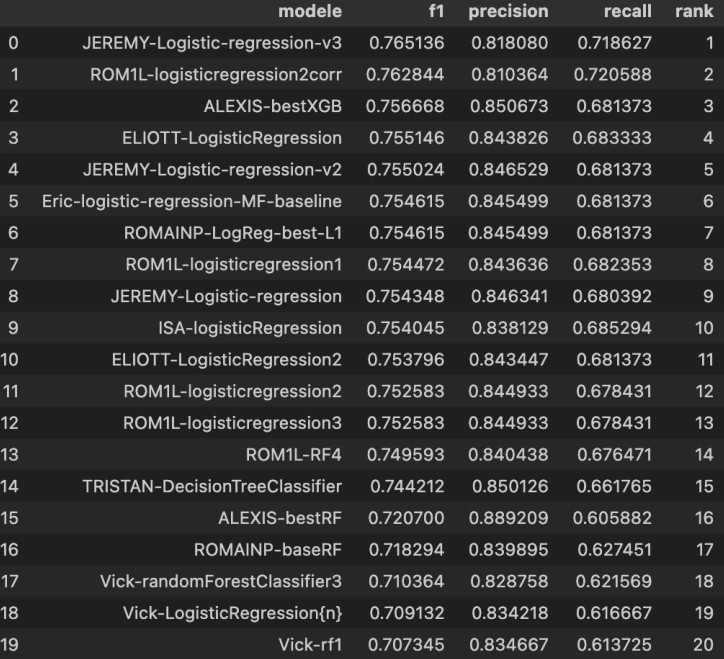 modele f1 precision recall rank
0 JEREMY-Logistic-regression-v3 0.765136 0.818080 0.718627 1
1 ROM1L-logisticregression2corr 0.762844 0.810364 0.720588 2
2 ALEXIS-bestXGB 0.756668 0.850673 0.681373 3
3 ELIOTT-LogisticRegression 0.755146 0.843826 0.683333 4
4 JEREMY-Logistic-regression-v2 0.755024 0.846529 0.681373 5
5 Eric-logistic-regression-MF-baseline 0.754615 0.845499 0.681373 6
6 ROMAINP-LogReg-best-L1 0.754615 0.845499 0.681373 7
7 ROM1L-logisticregression1 0.754472 0.843636 0.682353 8
8 JEREMY-Logistic-regression 0.754348 0.846341 0.680392 9
9 ISA-logisticRegression 0.754045 0.838129 0.685294 10
10 ELIOTT-LogisticRegression2 0.753796 0.843447 0.681373 11
11 ROM1L-logisticregression2 0.752583 0.844933 0.678431 12
12 ROM1L-logisticregression3 0.752583 0.844933 0.678431 13
13 ROM1L-RF4 0.749593 0.840438 0.676471 14
14 TRISTAN-DecisionTreeClassifier 0.744212 0.850126 0.661765 15
15 ALEXIS-bestRF 0.720700 0.889209 0.605882 16
16 ROMAINP-baseRF 0.718294 0.839895 0.627451 17
17 Vick-randomForestClassifier3 0.710364 0.828758 0.621569 18
18 Vick-LogisticRegression{n} 0.709132 0.834218 0.616667 19
19 Vick-rf1 0.707345 0.834667 0.613725 20